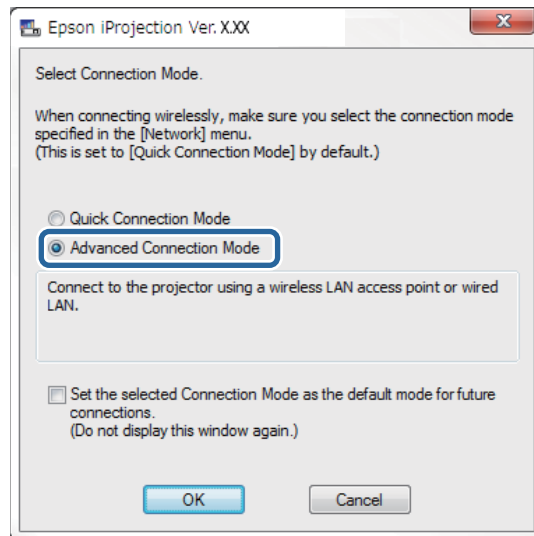 Epson iProjection Ver. X.XX
Select Connection Mode.
When connecting wirelessly, make sure you select the connection mode
specified in the [Network] menu.
(This is set to [Quick Connection Mode] by default.)
Quick Connection Mode
Advanced Connection Mode
Connect to the projector using a wireless LAN access point or wired
LAN.
Set the selected Connection Mode as the default mode for future
connections.
(Do not display this window again.)
OK Cancel